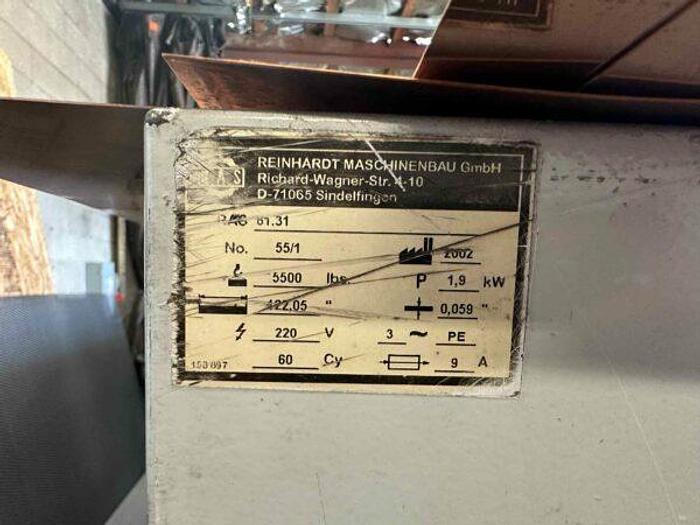 RAS
REINHARDT MASCHINENBAU GmbH
Richard-Wagner-Str. 4-10
D-71065 Sindelfingen
RAS 61.31
No. 55/1 2002
5500 lbs. P 1,9 kW
122,05 " 0,059 "
220 V 3 ~ PE
153 897 60 Cy 9 A